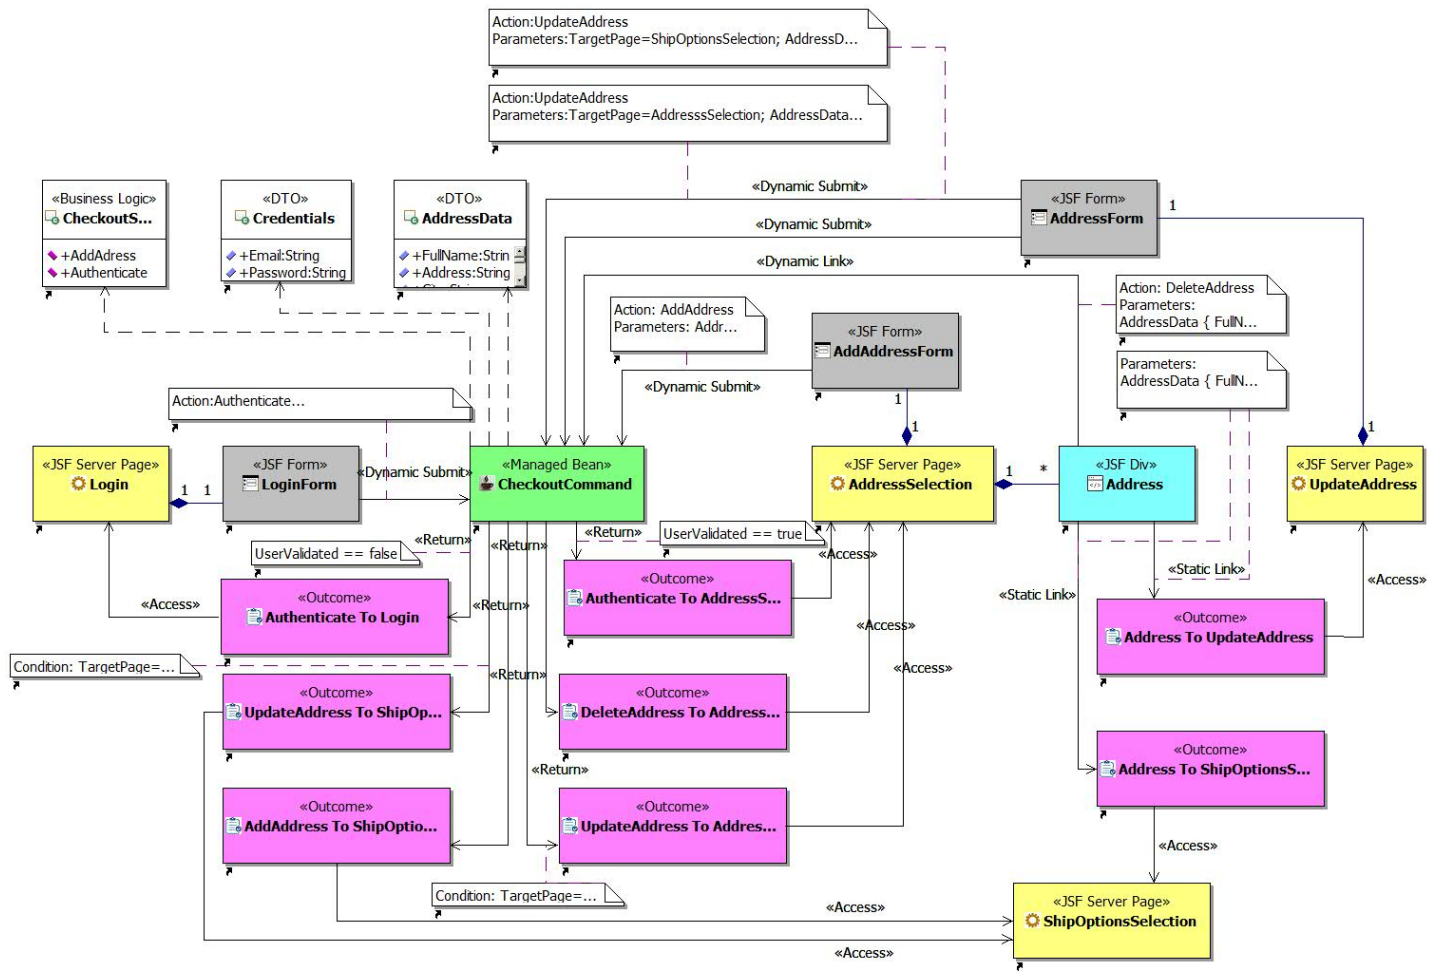 Action:UpdateAddress
Parameters:TargetPage=ShipOptionsSelection; AddressD...
Action:UpdateAddress
Parameters:TargetPage=AddresssSelection; AddressData...
«Business Logic»
CheckoutS...
+AddAdress
+Authenticate
«DTO»
Credentials
+Email:String
+Password:String
«DTO»
AddressData
+FullName:Strin
+Address:String
«Dynamic Submit»
«Dynamic Submit»
«Dynamic Link»
«JSF Form»
AddressForm
1
Action: DeleteAddress
Parameters:
AddressData { FullN...
Action: AddAddress
Parameters: Addr...
«JSF Form»
AddAddressForm
Parameters:
AddressData { FullN...
«Dynamic Submit»
1
Action:Authenticate...
1
1
«JSF Server Page»
Login
1
1
«JSF Form»
LoginForm
«Dynamic Submit»
«Managed Bean»
CheckoutCommand
«JSF Server Page»
AddressSelection
1
*
«JSF Div»
Address
«JSF Server Page»
UpdateAddress
«Return»
«Return»
«Return»
UserValidated == true
UserValidated == false
«Access»
«Outcome»
Authenticate To Login
«Access»
«Return»
«Outcome»
Authenticate To AddressS...
«Static Link»
«Static Link»
«Access»
«Outcome»
Address To UpdateAddress
«Access»
«Access»
Condition: TargetPage=...
«Return»
«Outcome»
UpdateAddress To ShipOp...
«Outcome»
DeleteAddress To Address...
«Return»
«Outcome»
Address To ShipOptionsS...
«Outcome»
AddAddress To ShipOptio...
«Outcome»
UpdateAddress To Addres...
«Access»
Condition: TargetPage=...
«Access»
«Access»
«JSF Server Page»
ShipOptionsSelection